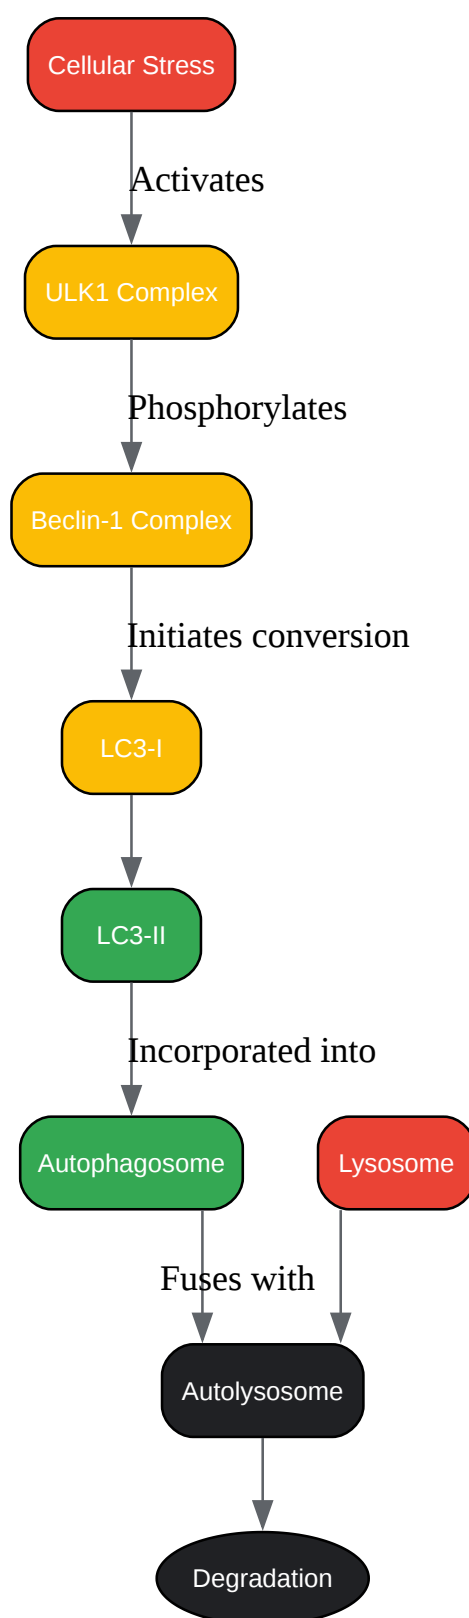 Cellular Stress
Activates
ULK1 Complex
Phosphorylates
Beclin-1 Complex
Initiates conversion
LC3-I
LC3-II
Incorporated into
Autophagosome
Lysosome
Fuses with
Autolysosome
Degradation